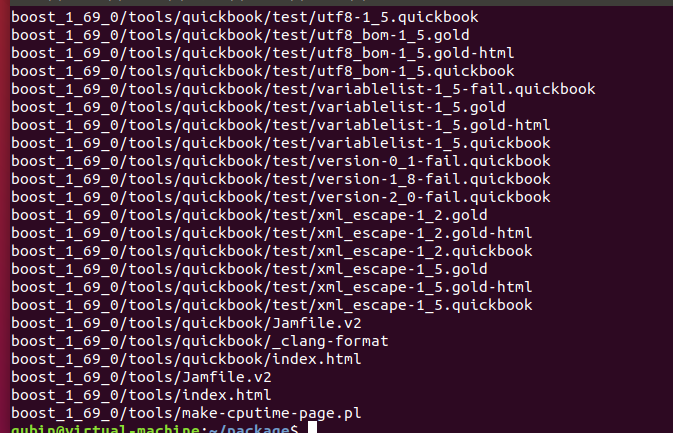 boost_1_69_0/tools/quickbook/test/utf8-1_5.quickbook
boost_1_69_0/tools/quickbook/test/utf8_bom-1_5.gold
boost_1_69_0/tools/quickbook/test/utf8_bom-1_5.gold-html
boost_1_69_0/tools/quickbook/test/utf8_bom-1_5.quickbook
boost_1_69_0/tools/quickbook/test/variablelist-1_5-fail.quickbook
boost_1_69_0/tools/quickbook/test/variablelist-1_5.gold
boost_1_69_0/tools/quickbook/test/variablelist-1_5.gold-html
boost_1_69_0/tools/quickbook/test/variablelist-1_5.quickbook
boost_1_69_0/tools/quickbook/test/version-0_1-fail.quickbook
boost_1_69_0/tools/quickbook/test/version-1_8-fail.quickbook
boost_1_69_0/tools/quickbook/test/version-2_0-fail.quickbook
boost_1_69_0/tools/quickbook/test/xml_escape-1_2.gold
boost_1_69_0/tools/quickbook/test/xml_escape-1_2.gold-html
boost_1_69_0/tools/quickbook/test/xml_escape-1_2.quickbook
boost_1_69_0/tools/quickbook/test/xml_escape-1_5.gold
boost_1_69_0/tools/quickbook/test/xml_escape-1_5.gold-html
boost_1_69_0/tools/quickbook/test/xml_escape-1_5.quickbook
boost_1_69_0/tools/quickbook/Jamfile.v2
boost_1_69_0/tools/quickbook/_clang-format
boost_1_69_0/tools/quickbook/index.html
boost_1_69_0/tools/Jamfile.v2
boost_1_69_0/tools/index.html
boost_1_69_0/tools/make-cputime-page.pl
gubin@virtual-machine:~/package$